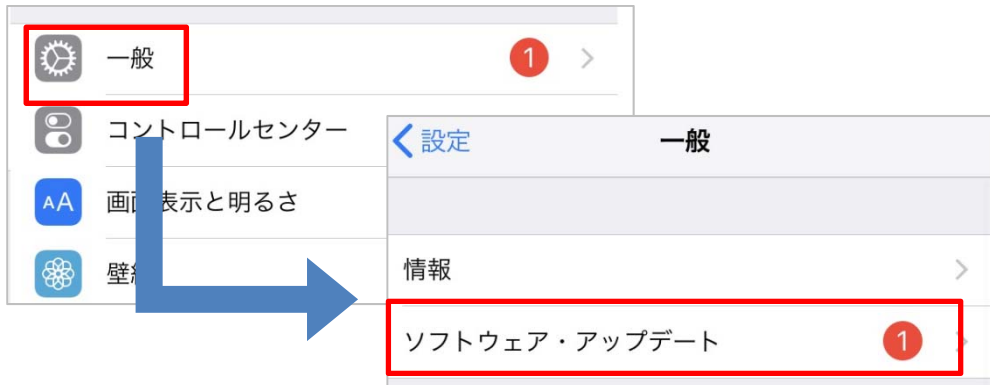 一般
1
コントロールセンター
AA
画面表示と明るさ
設定
一般
情報
ソフトウェア・アップデート
1